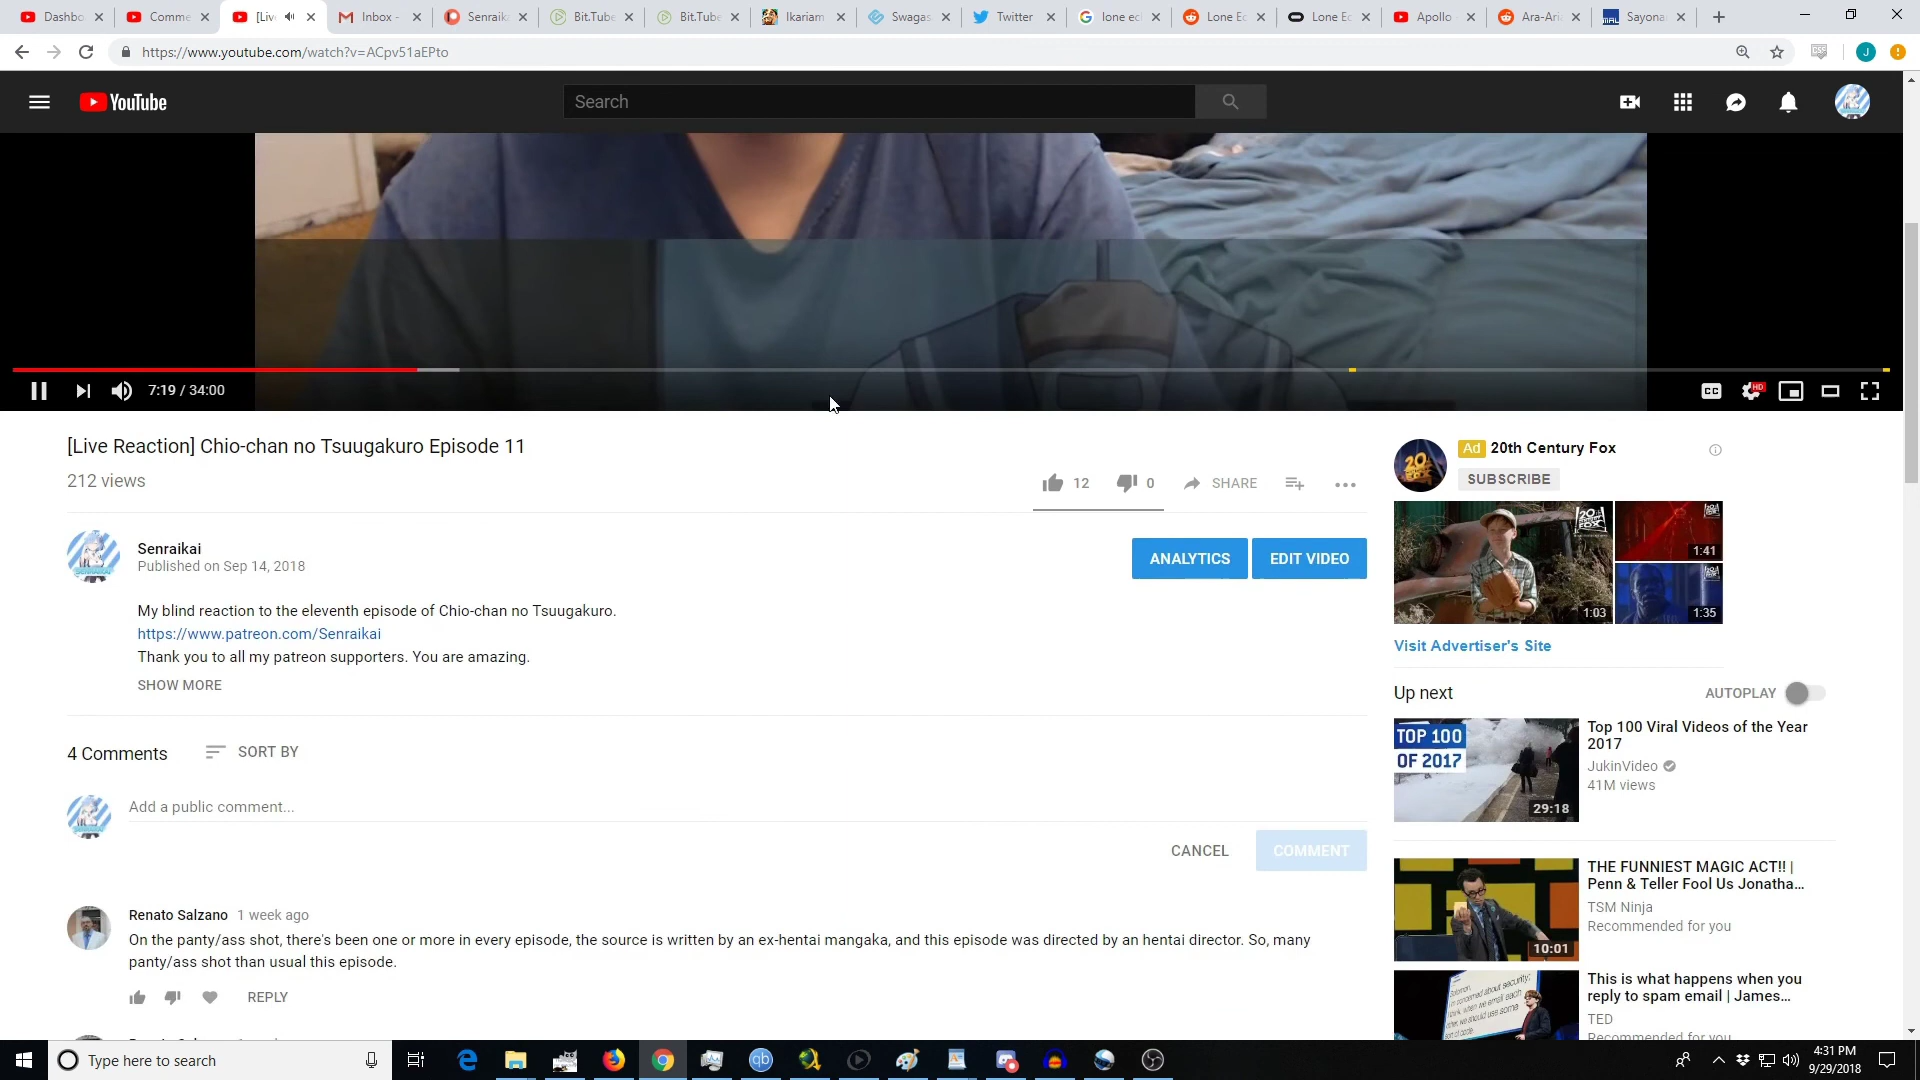 Dashbo
Comme
[Liv
Inbox -
Senraik
Bit.Tube
Bit.Tube
Ikariam
Swagas
Twitter
lone ec
Lone Ec
Lone Ec
Apollo
Ara-Ari
Sayona
https://www.youtube.com/watch?v=ACpv51aEPto
YouTube
Search
7:19 / 34:00
CC
HD
[Live Reaction] Chio-chan no Tsuugakuro Episode 11
212 views
12
0
SHARE
Senraikai
Published on Sep 14, 2018
ANALYTICS
EDIT VIDEO
My blind reaction to the eleventh episode of Chio-chan no Tsuugakuro.
https://www.patreon.com/Senraikai
Thank you to all my patreon supporters. You are amazing.
SHOW MORE
4 Comments
SORT BY
Add a public comment...
CANCEL
COMMENT
Renato Salzano 1 week ago
On the panty/ass shot, there's been one or more in every episode, the source is written by an ex-hentai mangaka, and this episode was directed by an hentai director. So, many
panty/ass shot than usual this episode.
REPLY
Ad 20th Century Fox
SUBSCRIBE
1:03
1:41
1:35
Visit Advertiser's Site
Up next
AUTOPLAY
TOP 100
OF 2017
29:18
Top 100 Viral Videos of the Year
2017
JukinVideo
41M views
10:01
THE FUNNIEST MAGIC ACT!! |
Penn & Teller Fool Us Jonatha...
TSM Ninja
Recommended for you
This is what happens when you
reply to spam email | James...
TED
Recommended for you
Type here to search
4:31 PM
9/29/2018